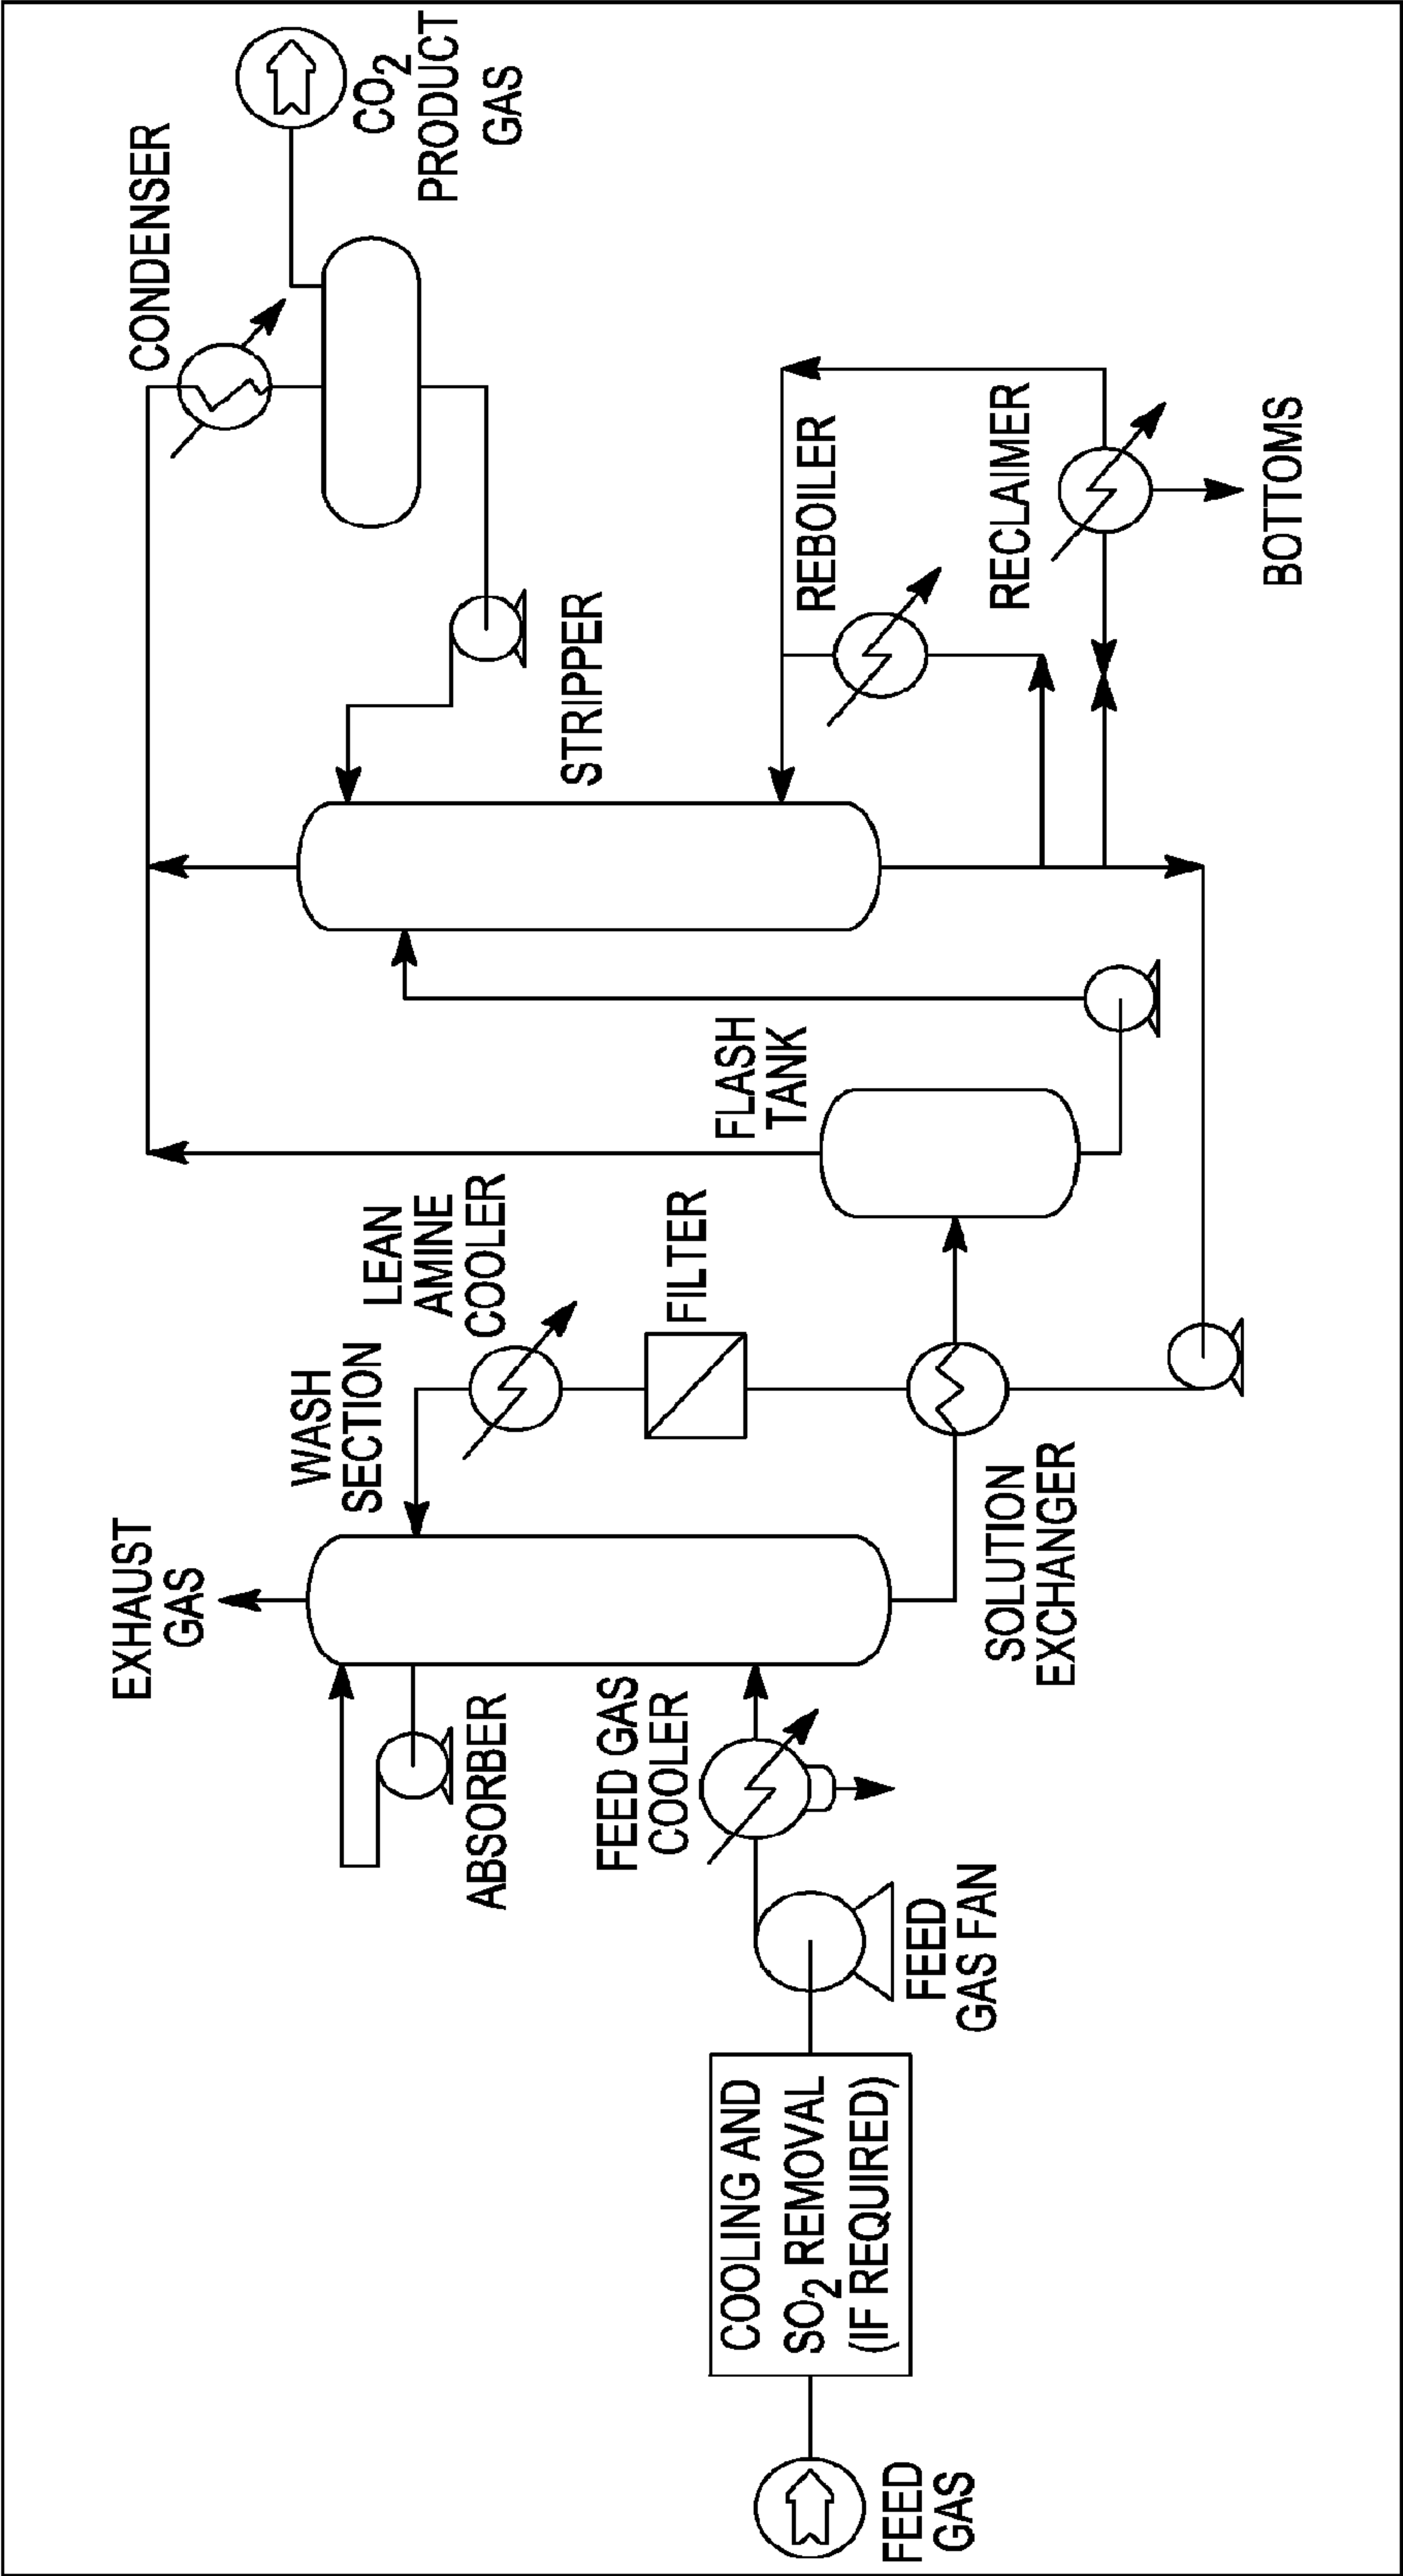 EXHAUST
GAS
WASH
SECTION
LEAN
AMINE
COOLER
CONDENSER
CO2
PRODUCT
GAS
ABSORBER
FILTER
FLASH
TANK
STRIPPER
REBOILER
FEED GAS
COOLER
COOLING AND
SO2 REMOVAL
(IF REQUIRED)
FEED
GAS
FEED
GAS FAN
SOLUTION
EXCHANGER
RECLAIMER
BOTTOMS